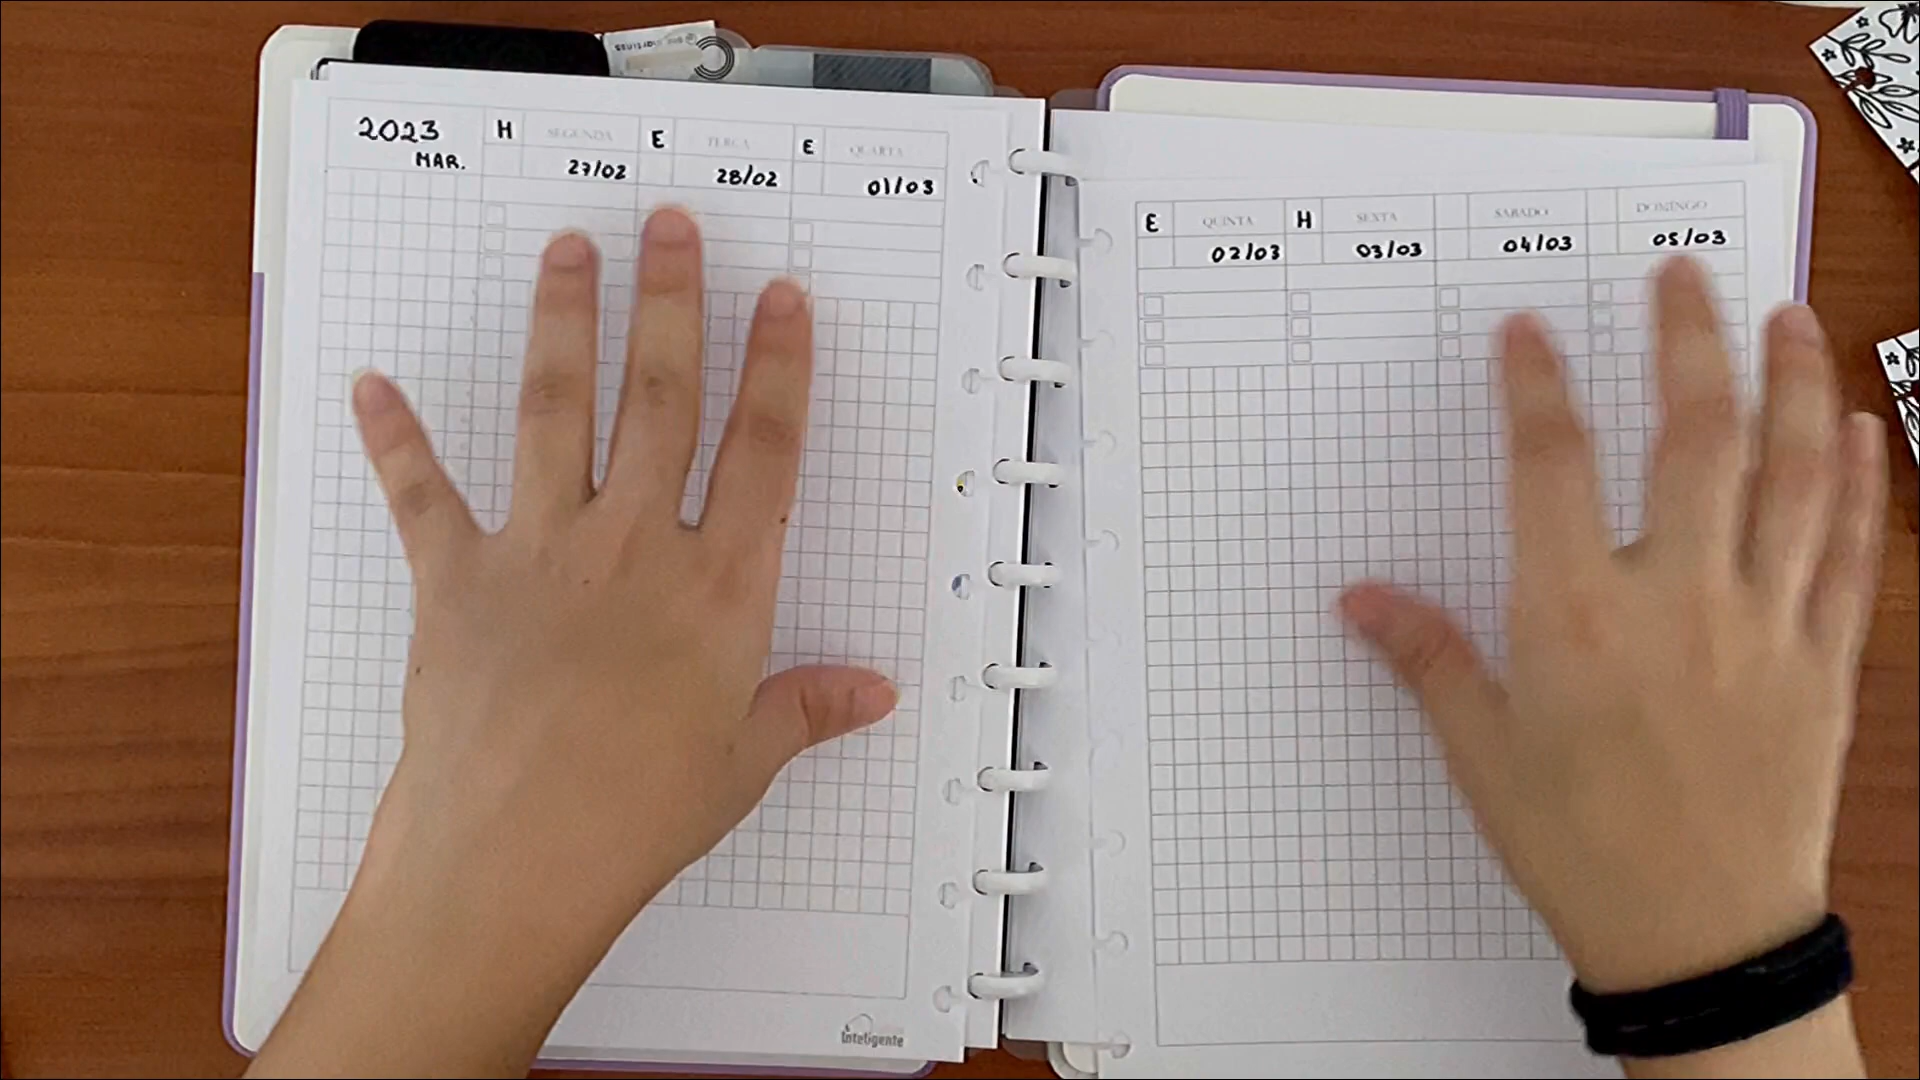 2023
MAR.
H SEGUNDA
27/02
E TERÇA
28/02
E QUARTA
01/03
E QUINTA
02/03
H SEXTA
03/03
SÁBADO
04/03
DOMINGO
05/03
inteligente